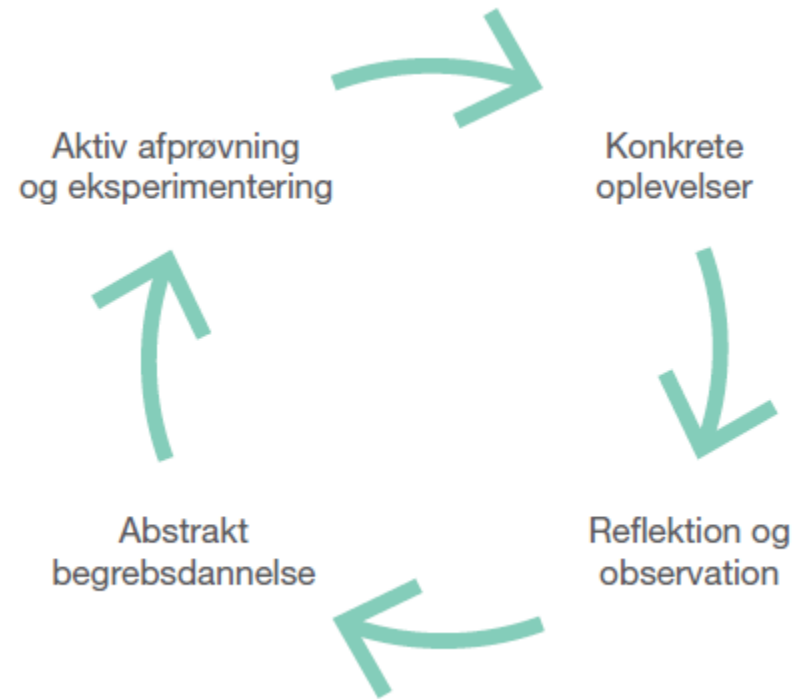 Aktiv afprøvning
og eksperimentering
Konkrete
oplevelser
Abstrakt
begrebsdannelse
Reflektion og
observation